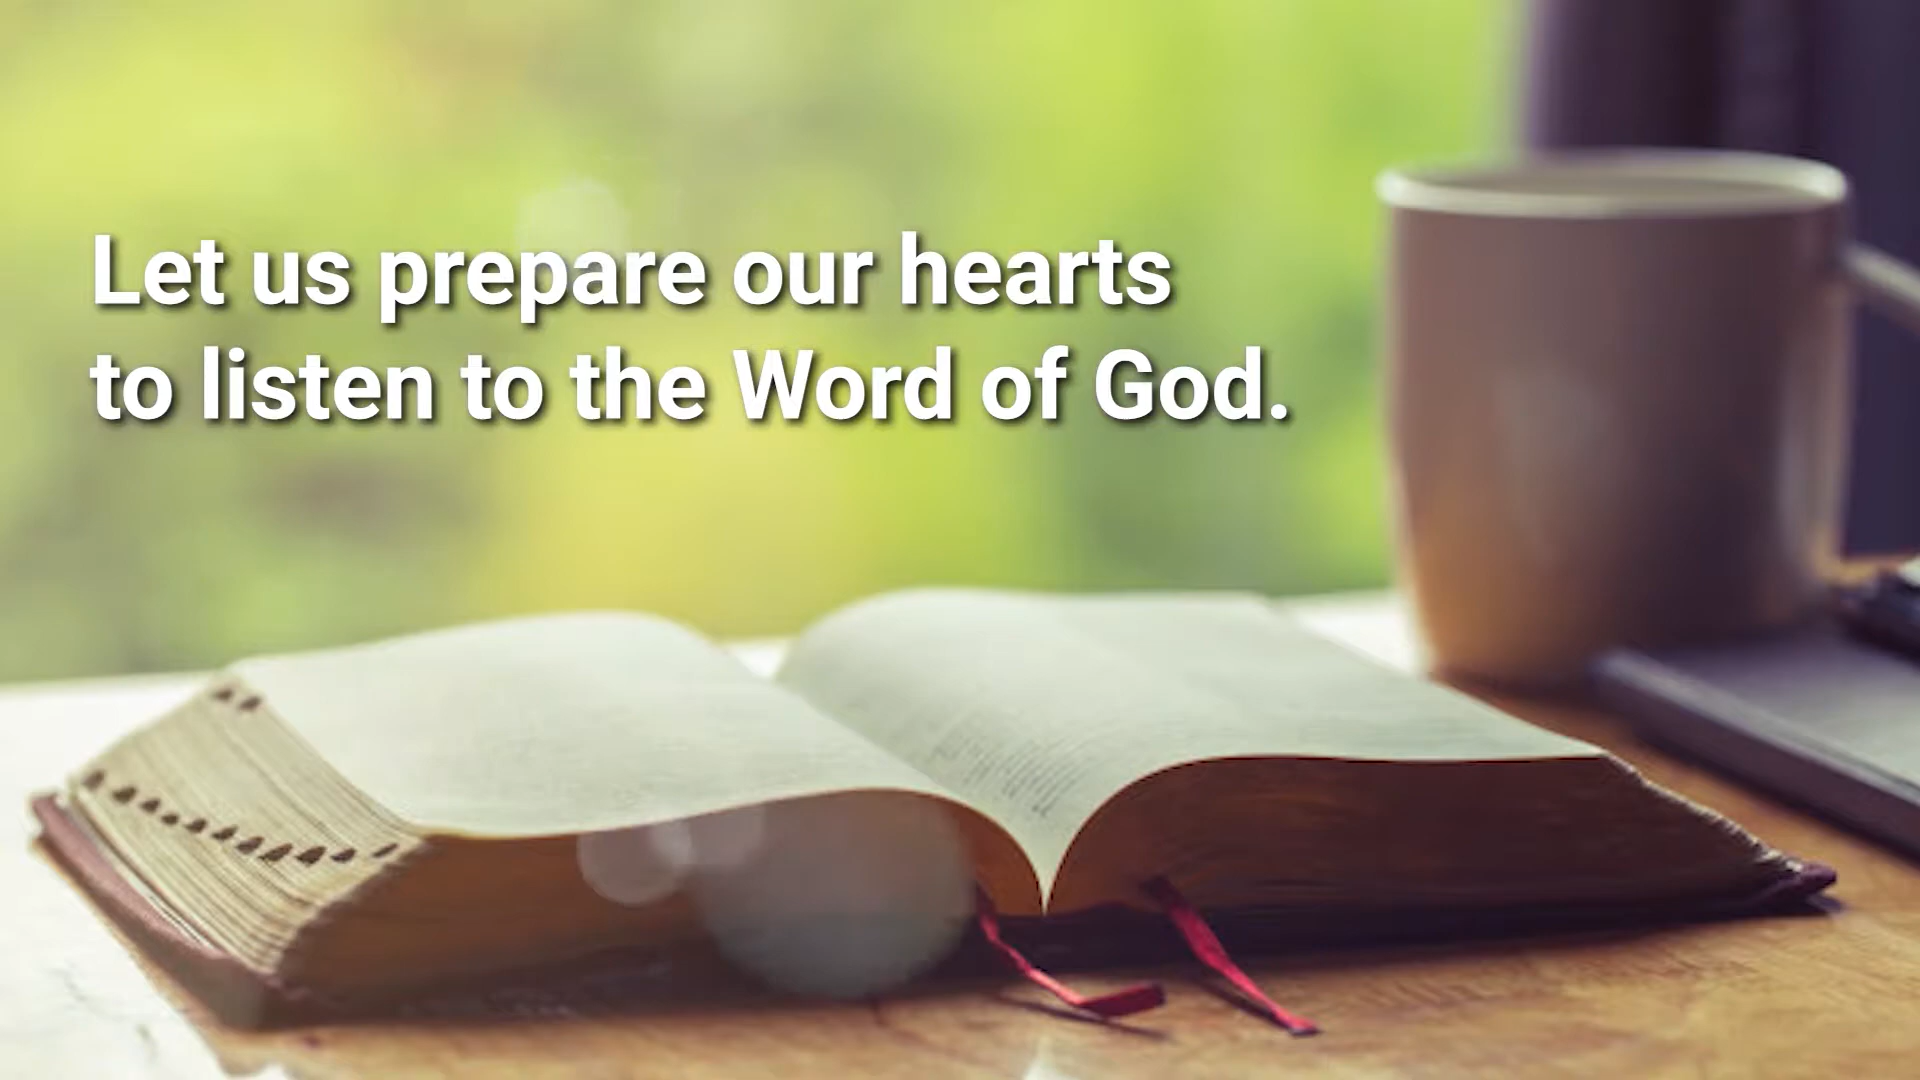 Let us prepare our hearts
to listen to the Word of God.